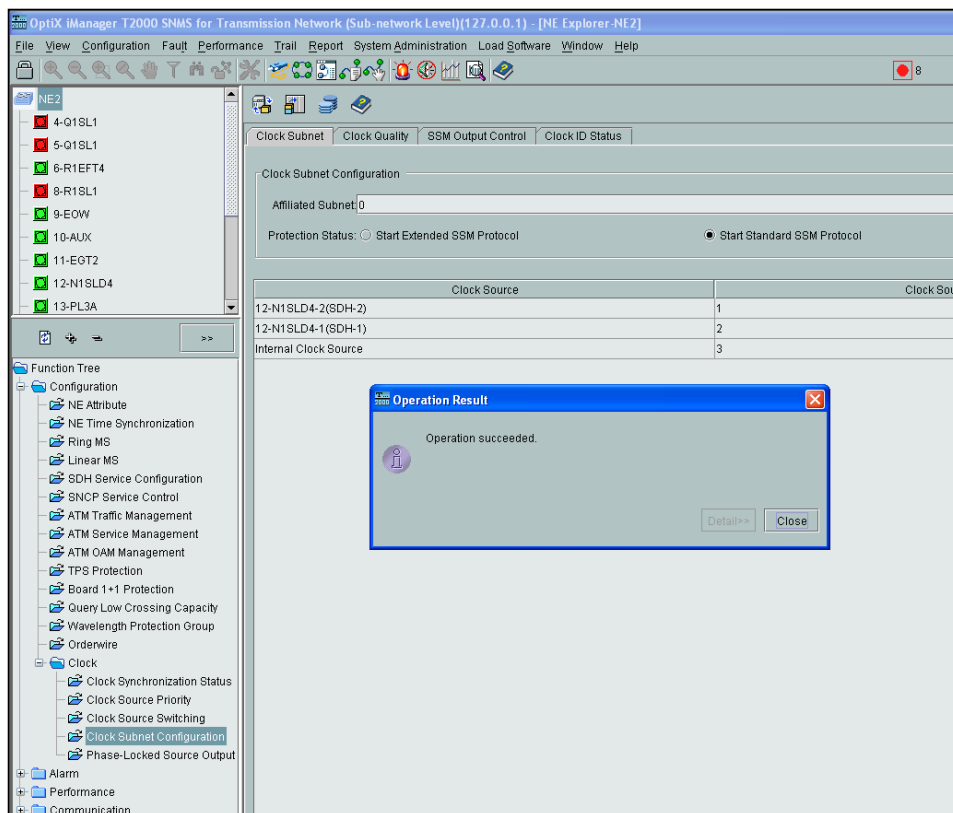 OptiX iManager T2000 SNMS for Transmission Network (Sub-network Level)(127.0.0.1) - [NE Explorer-NE2]
File View Configuration Fault Performance Trail Report System Administration Load Software Window Help
8
NE2
4-Q1SL1
5-Q1SL1
6-R1EFT4
8-R1SL1
9-EOW
10-AUX
11-EGT2
12-N1SLD4
13-PL3A
>>
Function Tree
Configuration
NE Attribute
NE Time Synchronization
Ring MS
Linear MS
SDH Service Configuration
SNCP Service Control
ATM Traffic Management
ATM Service Management
ATM OAM Management
TPS Protection
Board 1+1 Protection
Query Low Crossing Capacity
Wavelength Protection Group
Orderwire
Clock
Clock Synchronization Status
Clock Source Priority
Clock Source Switching
Clock Subnet Configuration
Phase-Locked Source Output
Alarm
Performance
Communication
Clock Subnet Clock Quality SSM Output Control Clock ID Status
Clock Subnet Configuration
Affiliated Subnet: 0
Protection Status: Start Extended SSM Protocol Start Standard SSM Protocol
Clock Source Clock Sou
12-N1SLD4-2(SDH-2) 1
12-N1SLD4-1(SDH-1) 2
Internal Clock Source 3
2000 Operation Result
Operation succeeded.
Detail>> Close